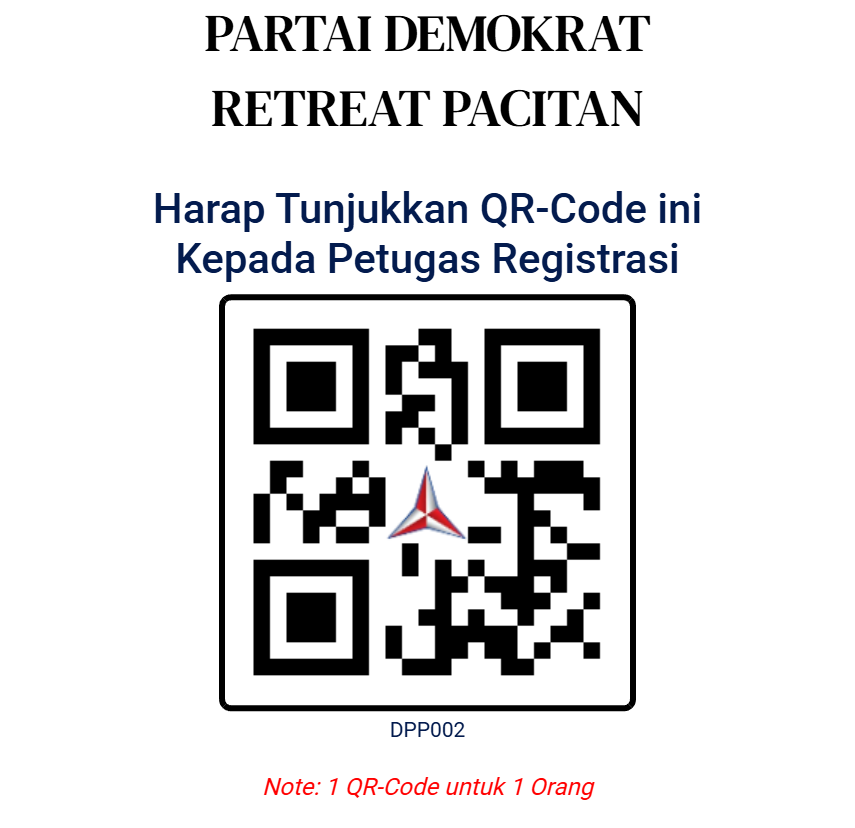 PARTAI DEMOKRAT
RETREAT PACITAN
Harap Tunjukkan QR-Code ini
Kepada Petugas Registrasi
DPP002
Note: 1 QR-Code untuk 1 Orang